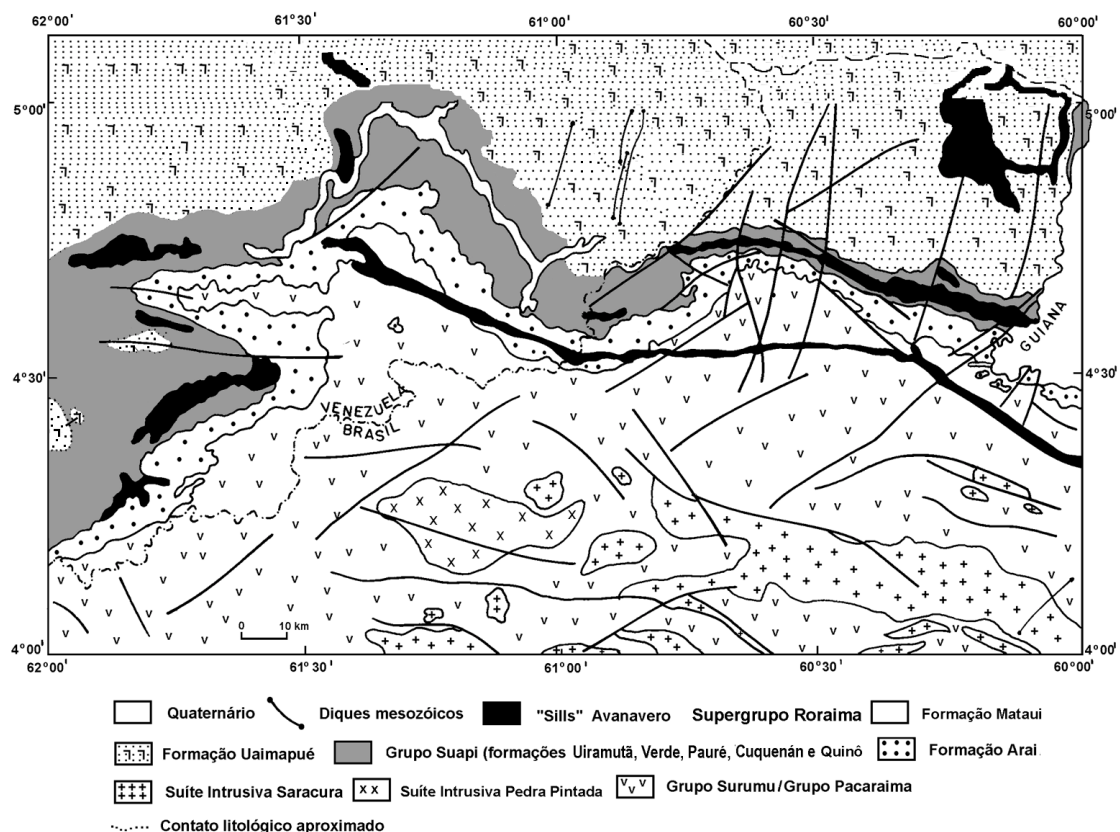 62°00' 61°30' 61°00' 60°30' 60°00'
5°00' 5°00'
4°30' 4°30'
GUIANA
VENEZUELA
BRASIL
0 10 km
4°00' 4°00'
62°00' 61°30' 61°00' 60°30' 60°00'
Quaternário Diques mesozóicos "Sills" Avanavero Supergrupo Roraima Formação Mataui
Formação Uaimapué Grupo Suapi (formações Uiramutã, Verde, Pauré, Cuquenán e Quinô Formação Arai
Suíte Intrusiva Saracura Suíte Intrusiva Pedra Pintada Grupo Surumu/Grupo Pacaraima
Contato litológico aproximado